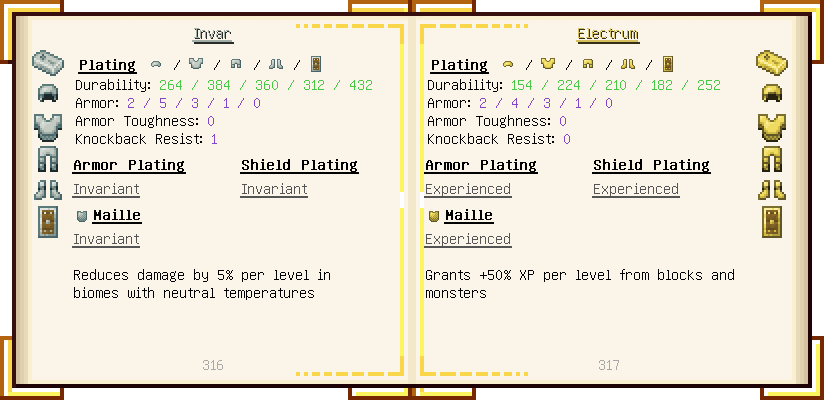 Invar
Plating / / / /
Durability: 264 / 384 / 360 / 312 / 432
Armor: 2 / 5 / 3 / 1 / 0
Armor Toughness: 0
Knockback Resist: 1
Armor Plating Shield Plating
Invariant Invariant
Maille
Invariant
Reduces damage by 5% per level in
biomes with neutral temperatures
316
Electrum
Plating / / / /
Durability: 154 / 224 / 210 / 182 / 252
Armor: 2 / 4 / 3 / 1 / 0
Armor Toughness: 0
Knockback Resist: 0
Armor Plating Shield Plating
Experienced Experienced
Maille
Experienced
Grants +50% XP per level from blocks and
monsters
317